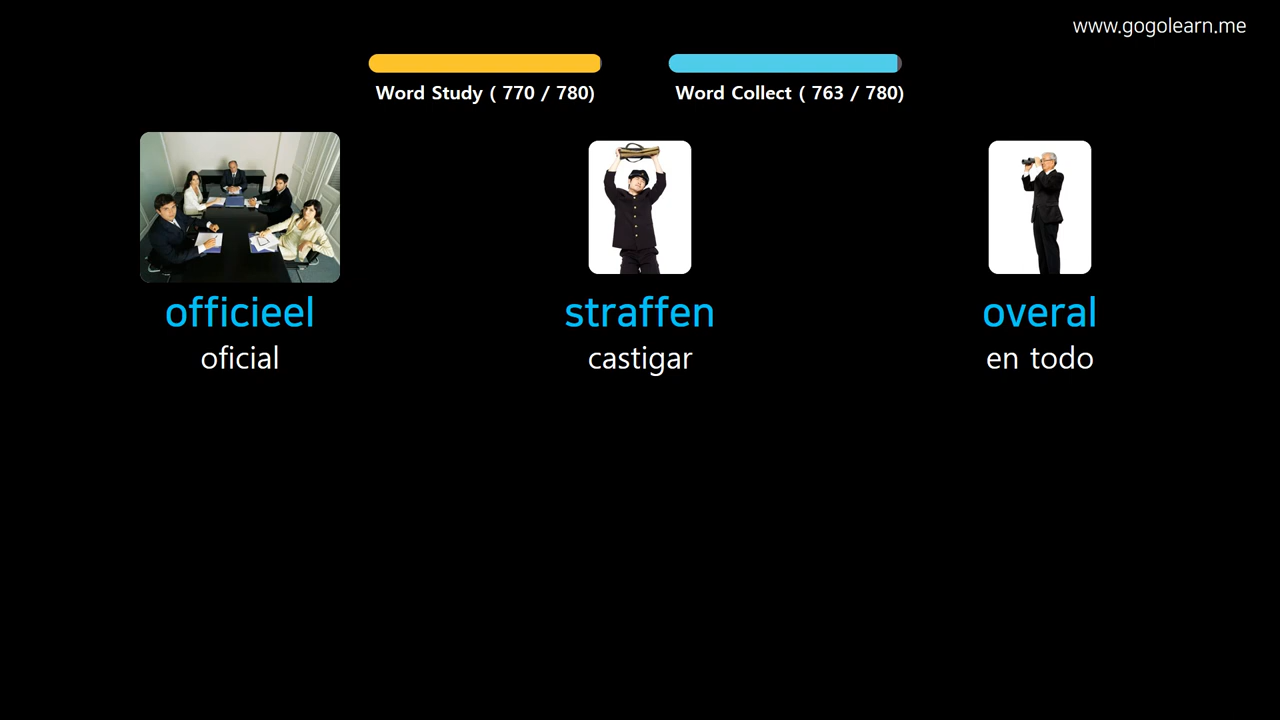 www.gogolearn.me
Word Study ( 770 / 780)
Word Collect ( 763 / 780)
officieel
straffen
overal
oficial
castigar
en todo